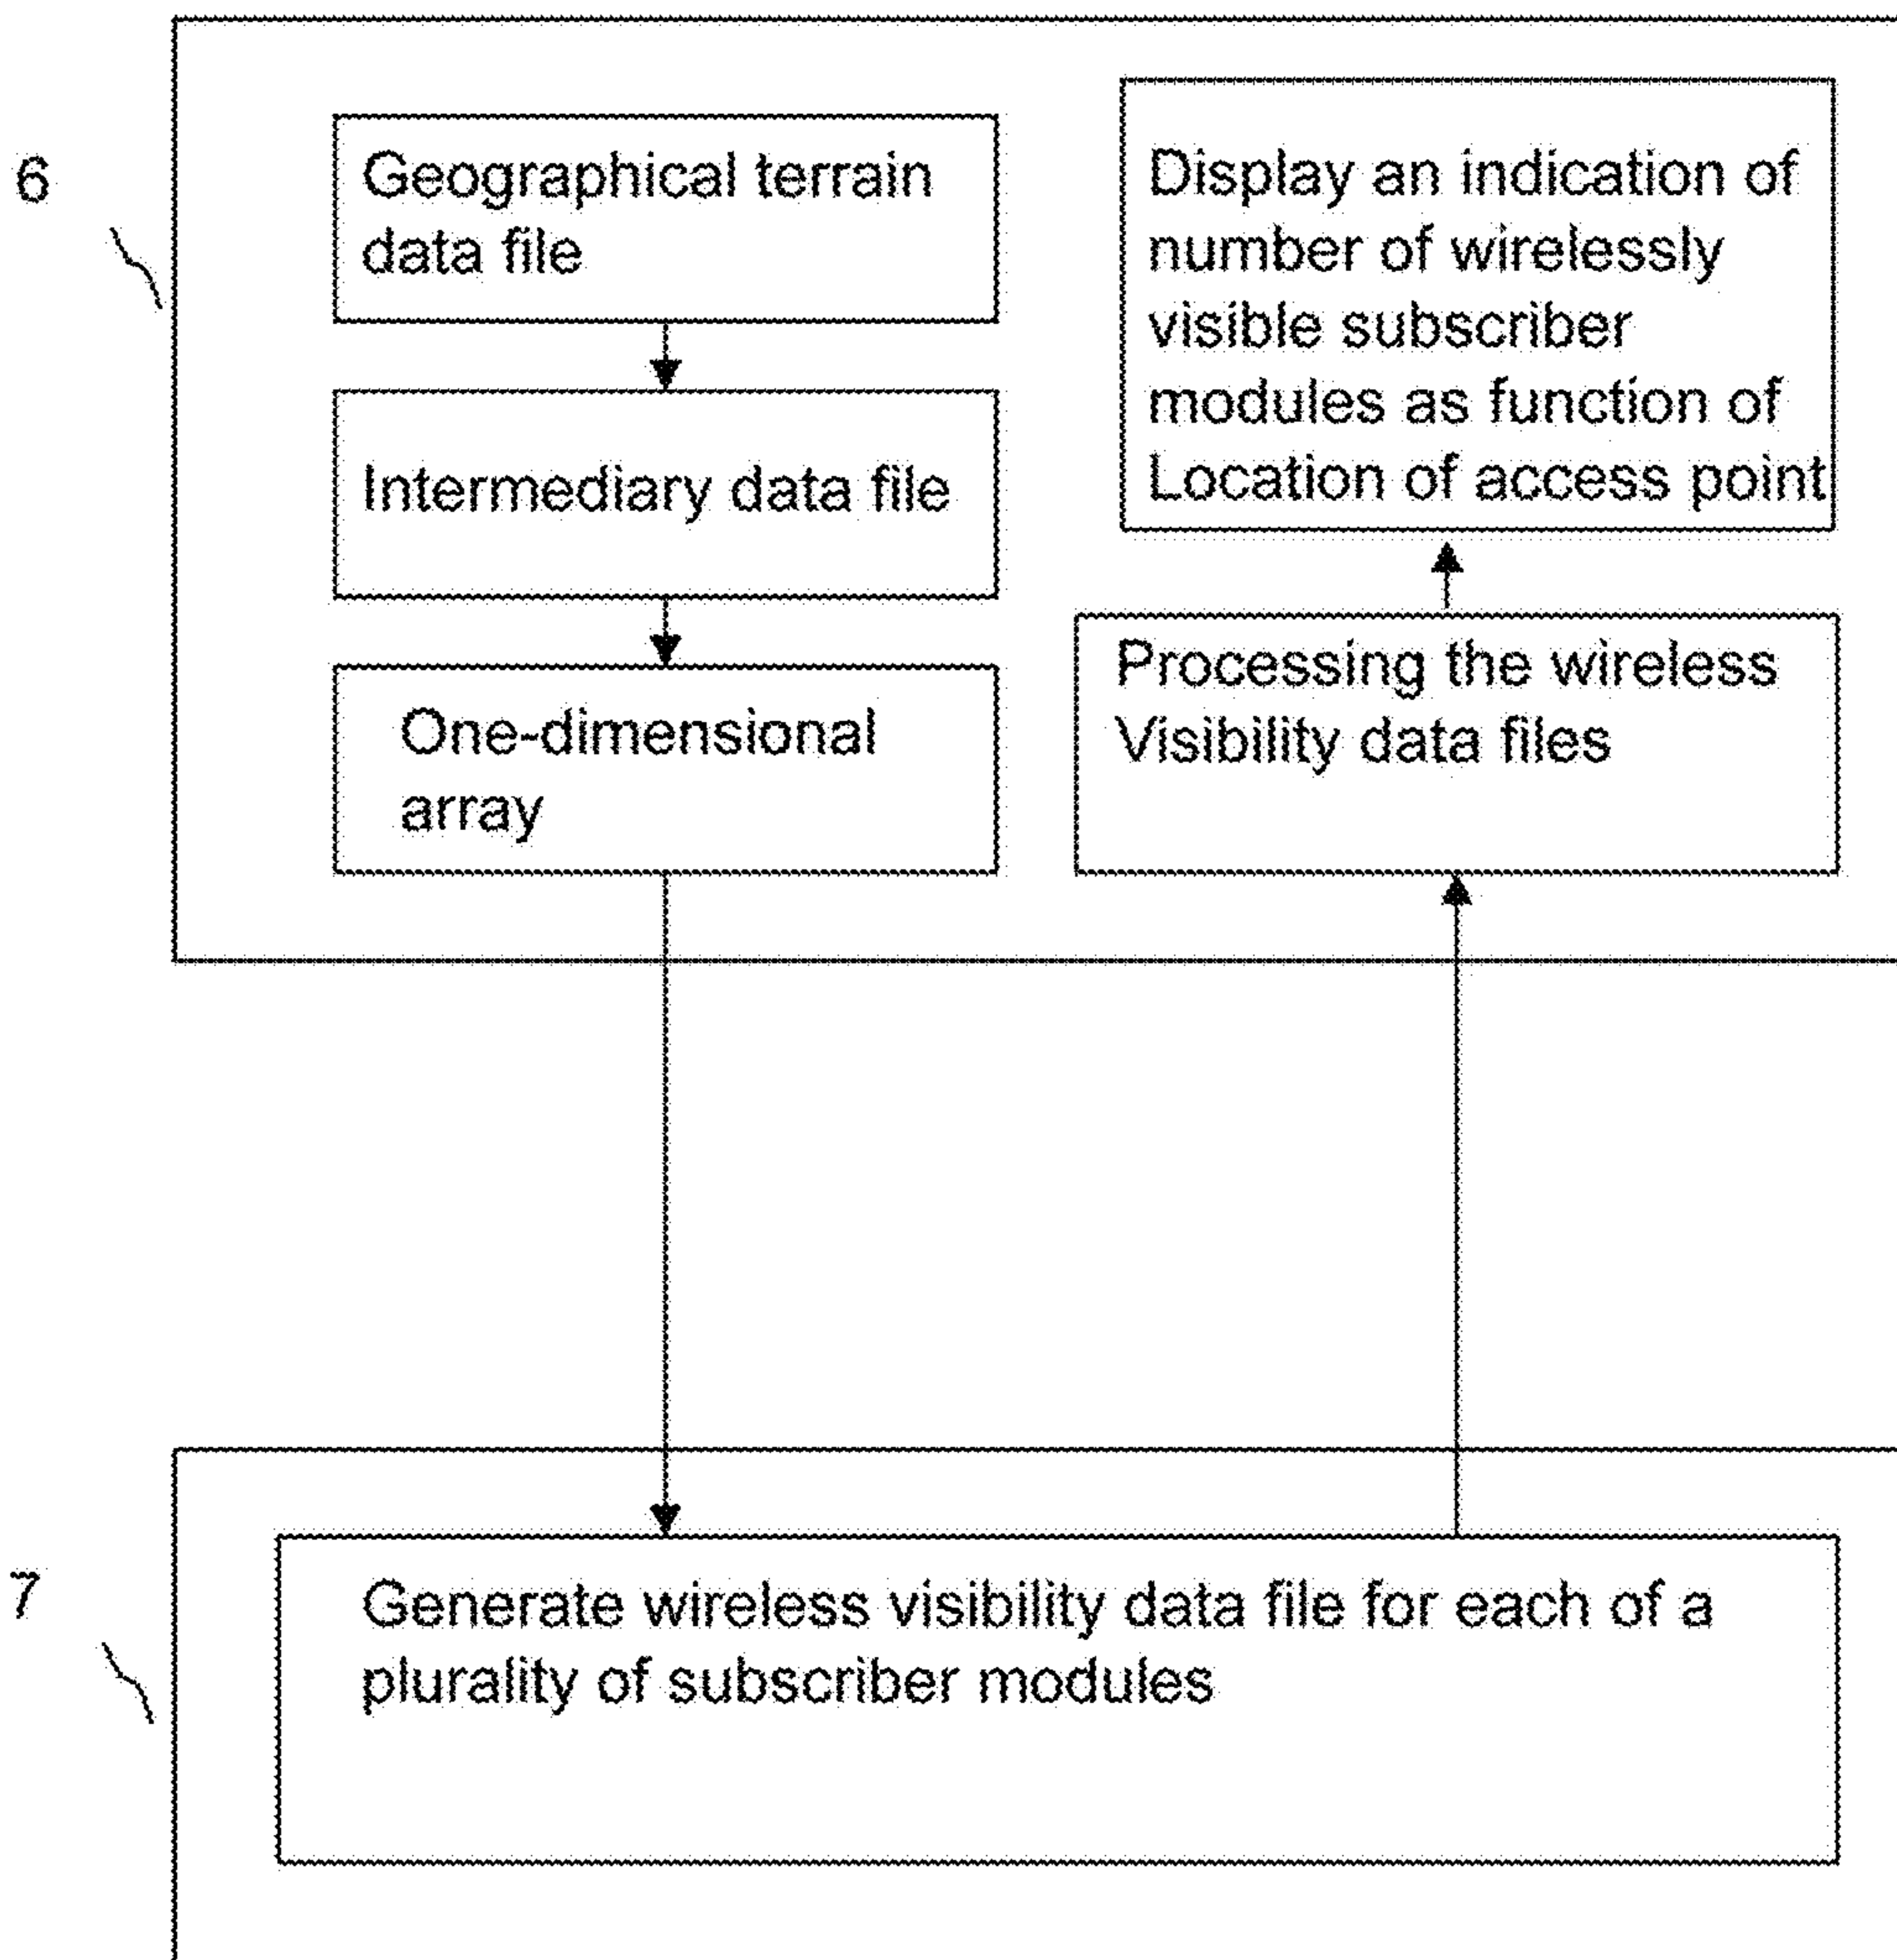 6
Geographical terrain
data file
Intermediary data file
One-dimensional
array
Display an indication of
number of wirelessly
visible subscriber
modules as function of
Location of access point
Processing the wireless
Visibility data files
7
Generate wireless visibility data file for each of a
plurality of subscriber modules